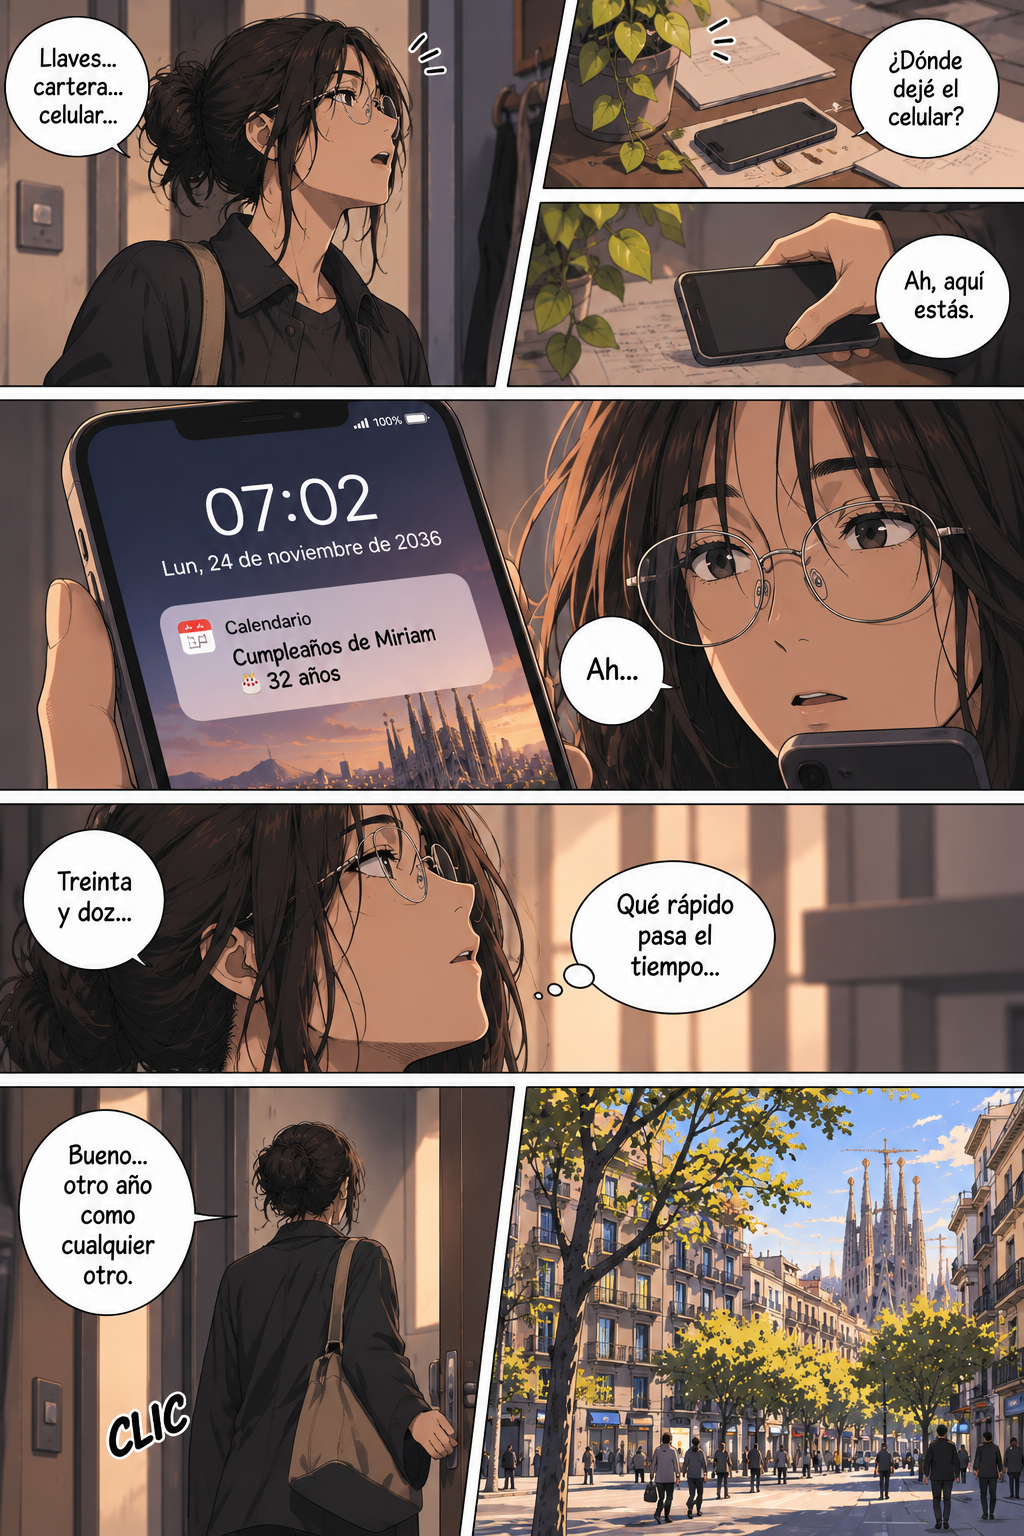 Llaves...
cartera...
celular...
¿Dónde
dejé el
celular?
Ah, aquí
estás.
100%
07:02
Lun, 24 de noviembre de 2036
Calendario
Cumpleaños de Miriam
32 años
Ah...
Treinta
y doz...
Qué rápido
pasa el
tiempo...
Bueno...
otro año
como
cualquier
otro.
CLIC